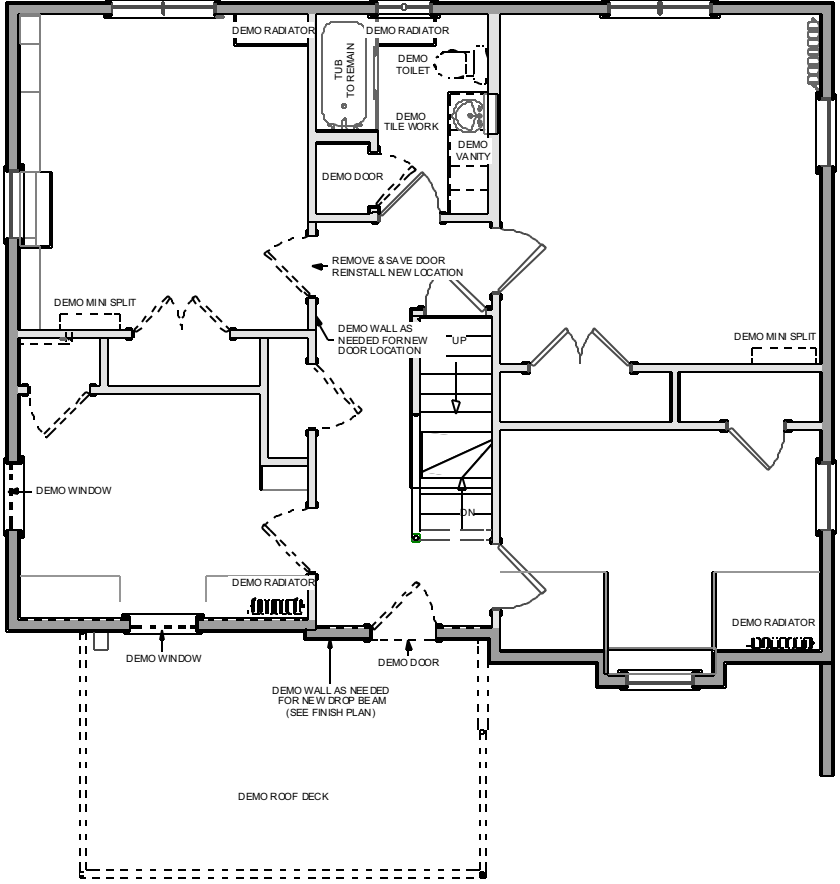 DEMO RADIATOR
DEMO RADIATOR
TUB
TO REMAIN
DEMO
TOILET
DEMO
TILE WORK
DEMO
VANITY
DEMO DOOR
REMOVE & SAVE DOOR
REINSTALL NEW LOCATION
DEMO MINI SPLIT
DEMO WALL AS
NEEDED FOR NEW
DOOR LOCATION
UP
DEMO MINI SPLIT
DEMO WINDOW
DN
DEMO RADIATOR
DEMO RADIATOR
DEMO WINDOW
DEMO DOOR
DEMO WALL AS NEEDED
FOR NEW DROP BEAM
(SEE FINISH PLAN)
DEMO ROOF DECK